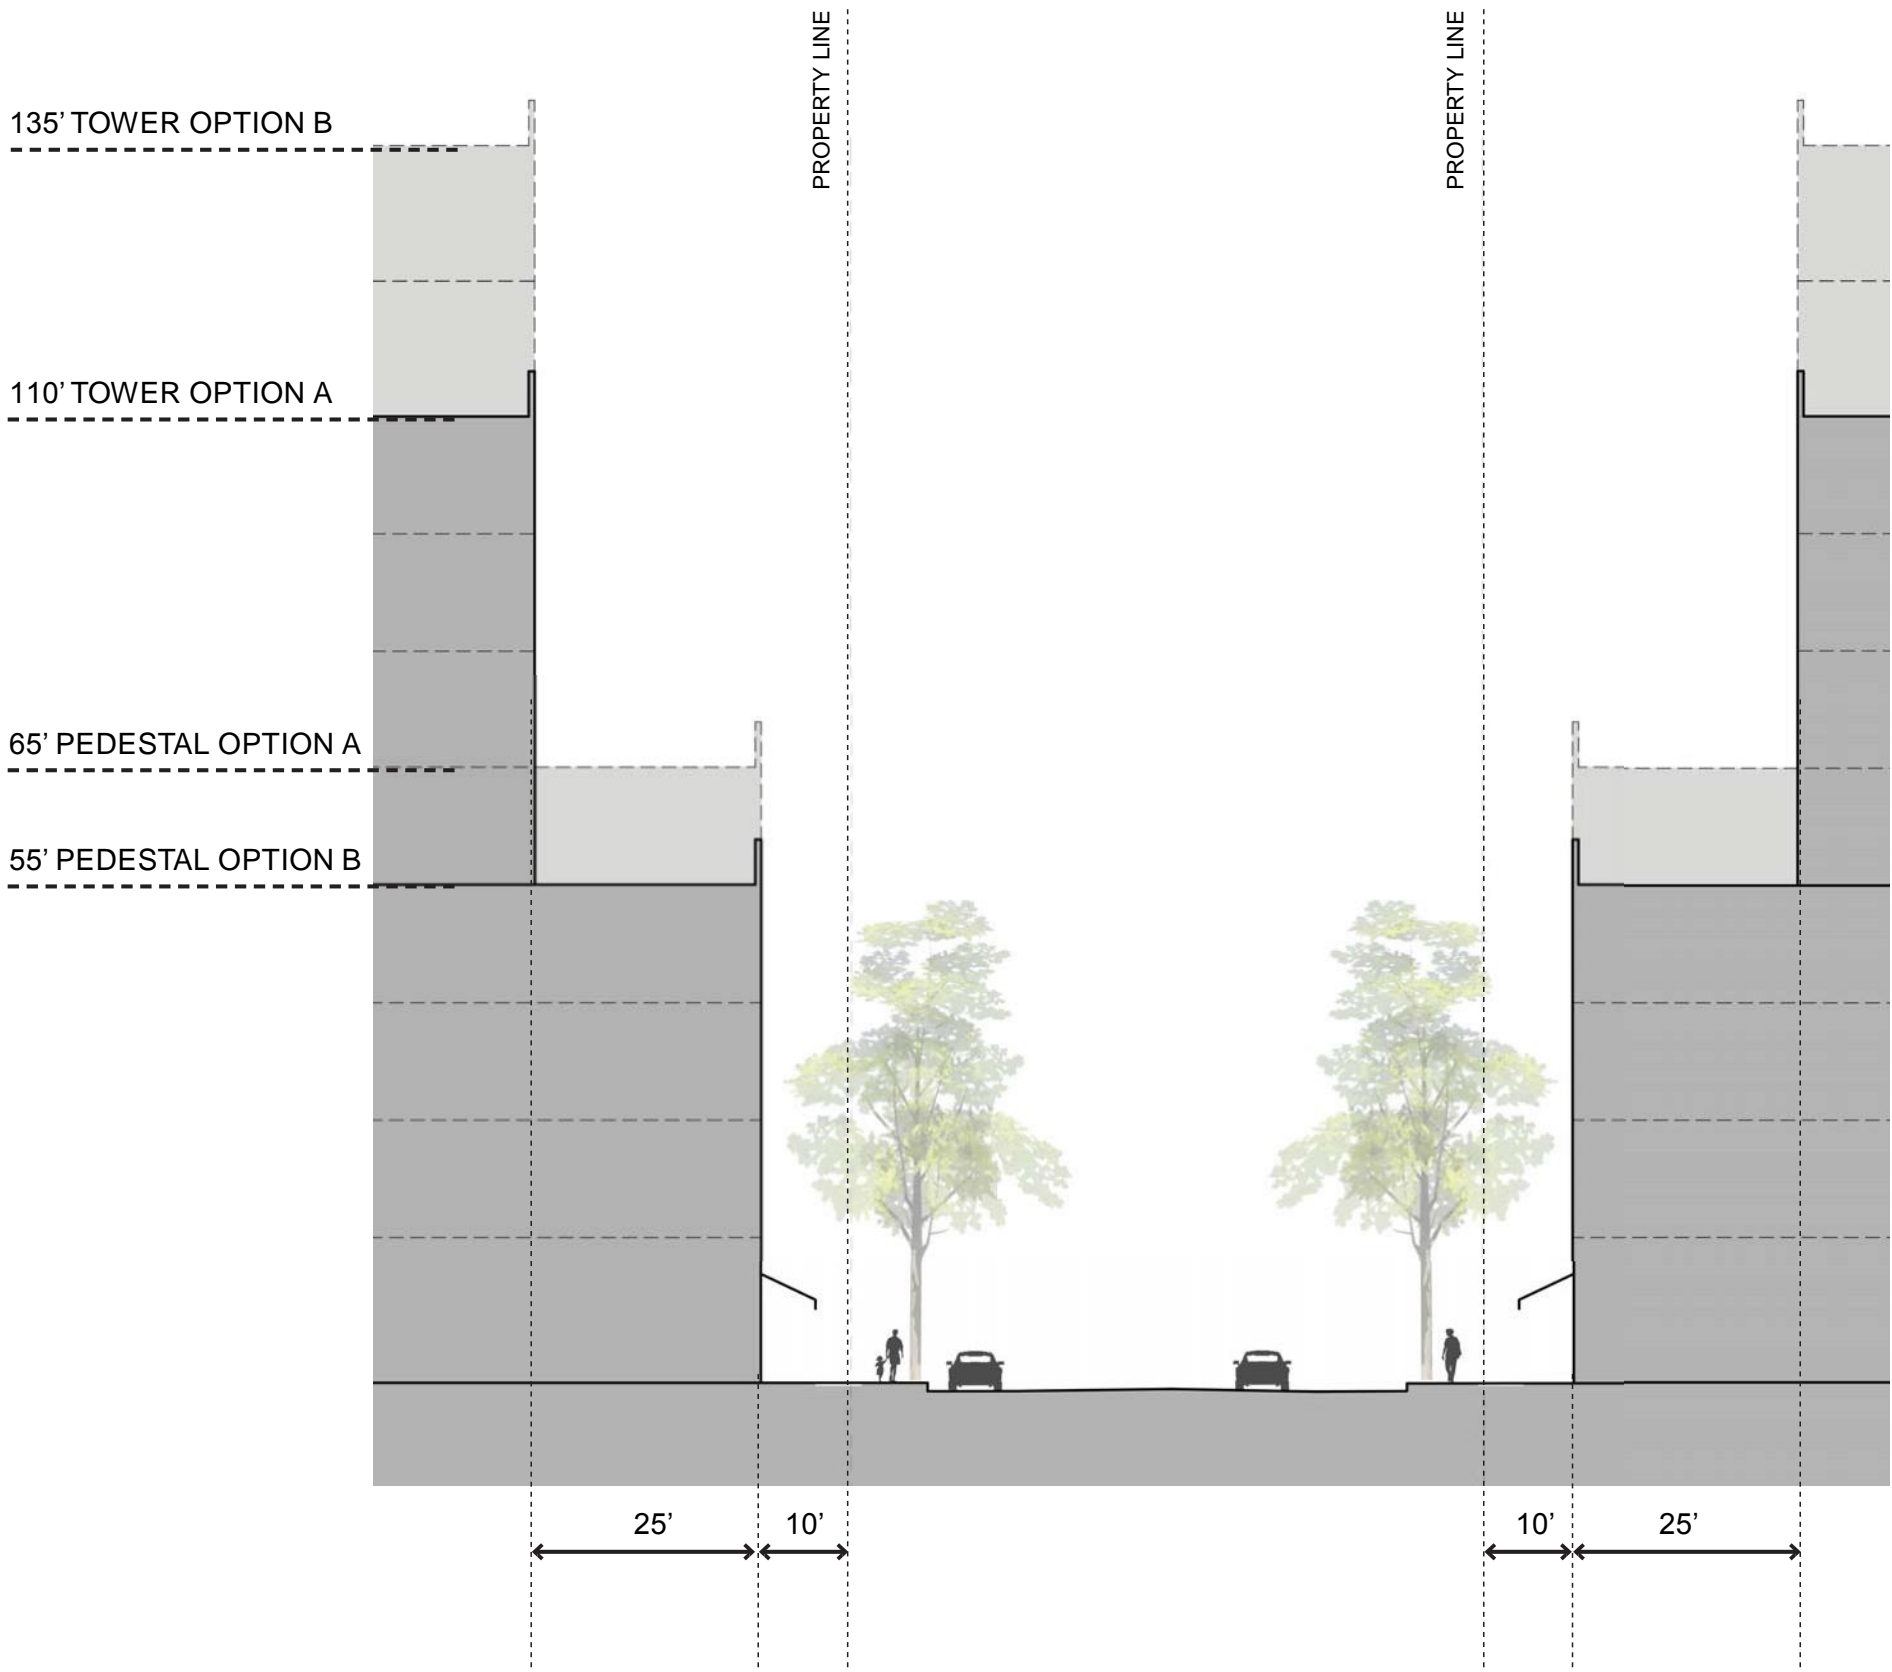 PROPERTY LINE
PROPERTY LINE
135’ TOWER OPTION B
110’ TOWER OPTION A
65’ PEDESTAL OPTION A
55’ PEDESTAL OPTION B
25’
10’
10’
25’